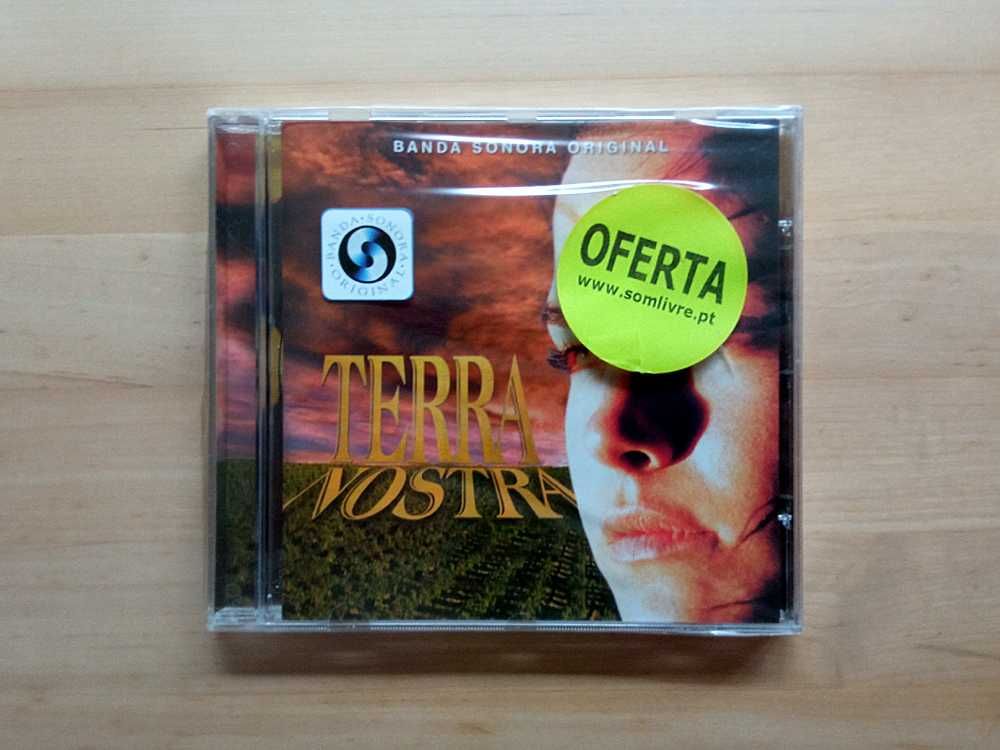 BANDA SONORA ORIGINAL
BANDA · SONORA · ORIGINAL ·
OFERTA
www.somlivre.pt
TERRA
NOSTRA